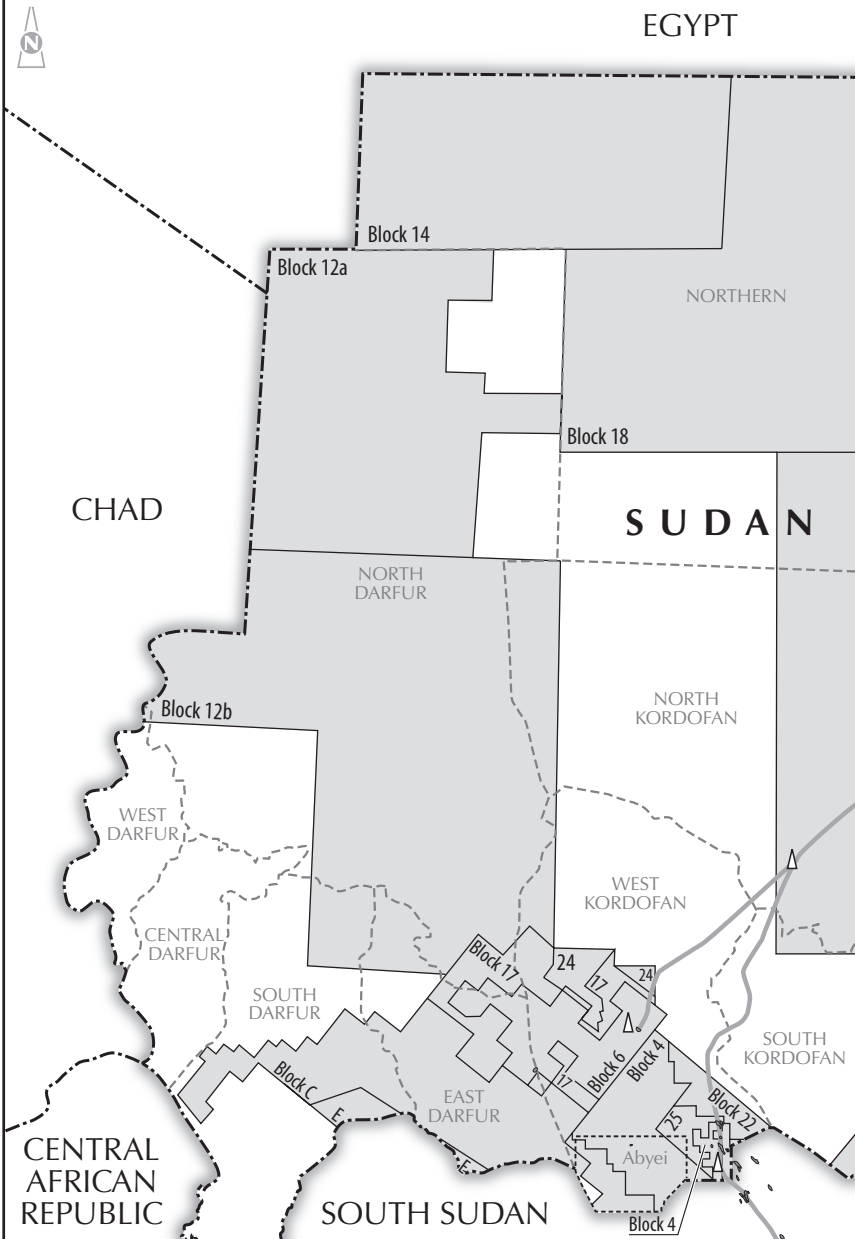 EGYPT
N
Block 14
Block 12a
NORTHERN
Block 18
CHAD
SUDAN
NORTH
DARFUR
NORTH
KORDOFAN
Block 12b
WEST
DARFUR
WEST
KORDOFAN
CENTRAL
DARFUR
Block 17
24
17
24
SOUTH
DARFUR
SOUTH
KORDOFAN
Block 6
Block 4
17
Block C
E
EAST
DARFUR
Block 22
25
CENTRAL
AFRICAN
REPUBLIC
E
Abyei
SOUTH SUDAN
Block 4